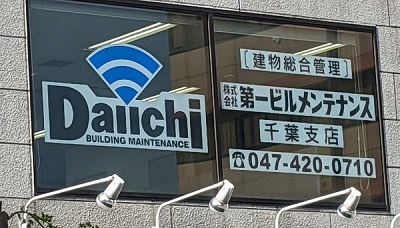 Daiichi
BUILDING MAINTENANCE
［建物総合管理］
株式会社 第一ビルメンテナンス
千葉支店
☎047-420-0710